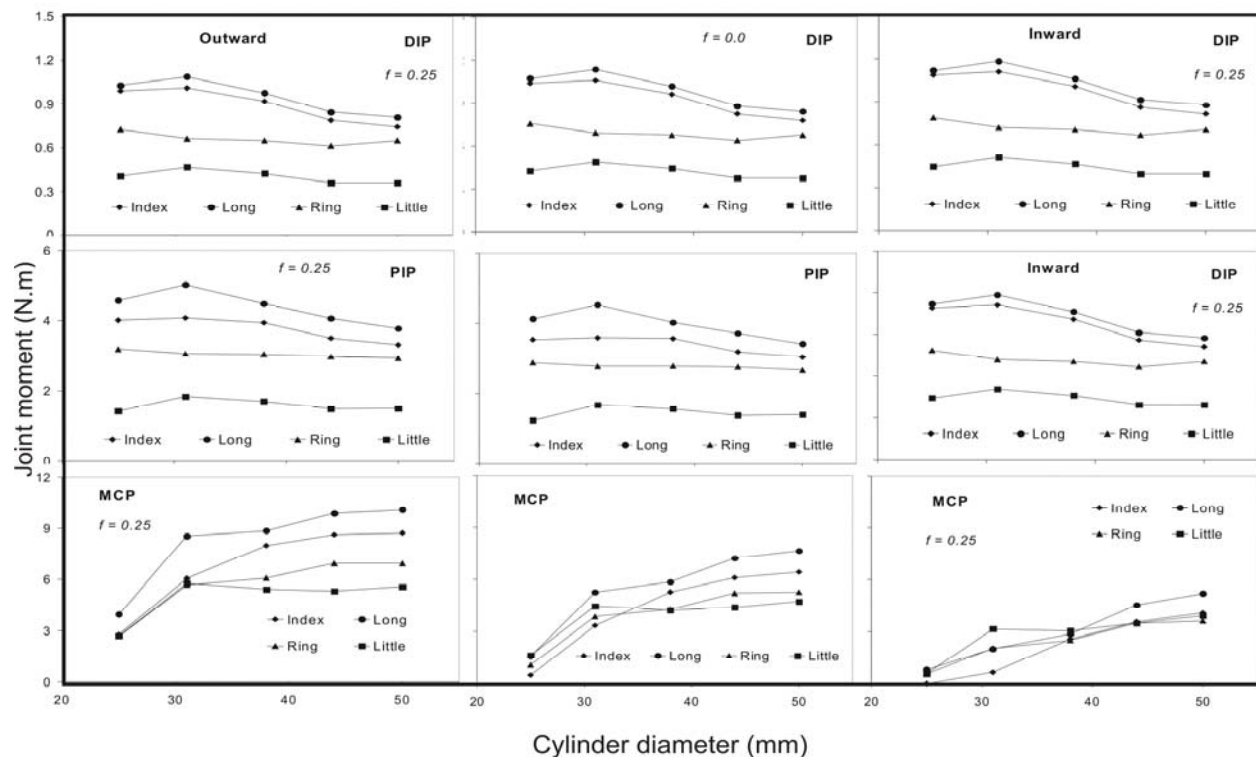 1.5
Outward DIP
f = 0.25
f = 0.0 DIP
Inward
DIP
f = 0.25
1.2
0.9
0.6
0.3
0
Index Long Ring Little
Index Long Ring Little
Index Long Ring Little
6
f = 0.25 PIP
PIP
Inward
DIP
f = 0.25
4
2
0
Index Long Ring Little
Index Long Ring Little
Index Long Ring Little
Joint moment (N.m)
12
MCP
f = 0.25
MCP
MCP
f = 0.25
9
6
3
0
Index Long
Ring Little
Index Long Ring Little
Index Long
Ring Little
20 30 40 50
20 30 40 50
20 30 40 50
Cylinder diameter (mm)